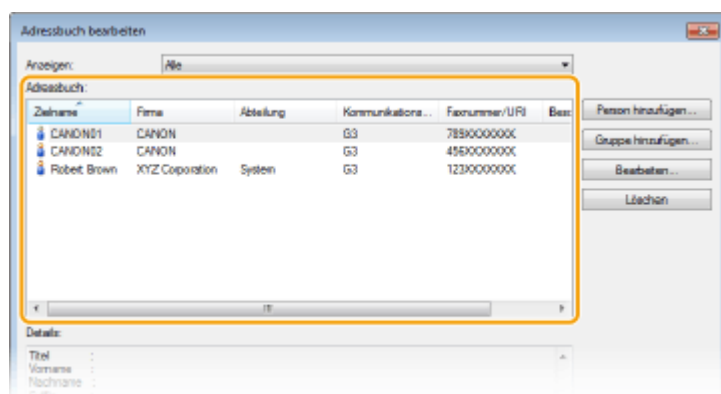 Adressbuch bearbeiten
Anzeigen: Alle
Adressbuch:
Zielname Firma Abteilung Kommunikations... Faxnummer/URI Besc
CANON01 CANON G3 789XXXXXXX
CANON02 CANON G3 456XXXXXXX
Robert Brown XYZ Corporation System G3 123XXXXXXX
Person hinzufügen...
Gruppe hinzufügen...
Bearbeiten...
Löschen
Details:
Titel :
Vorname :
Nachname :